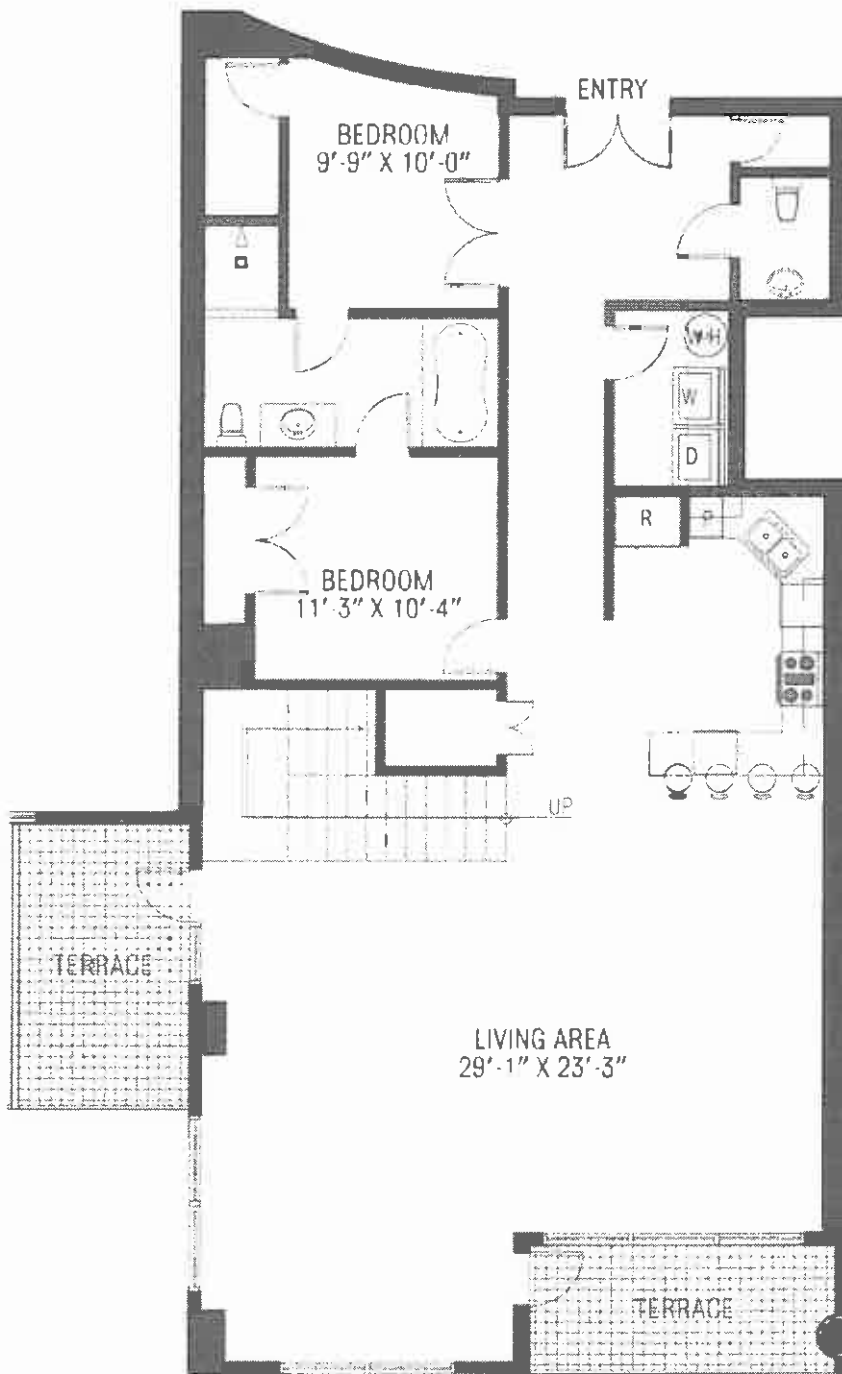 ENTRY
BEDROOM
9'-9" X 10'-0"
W-H
W
D
R
BEDROOM
11'-3" X 10'-4"
UP
TERRACE
LIVING AREA
29'-1" X 23'-3"
TERRACE